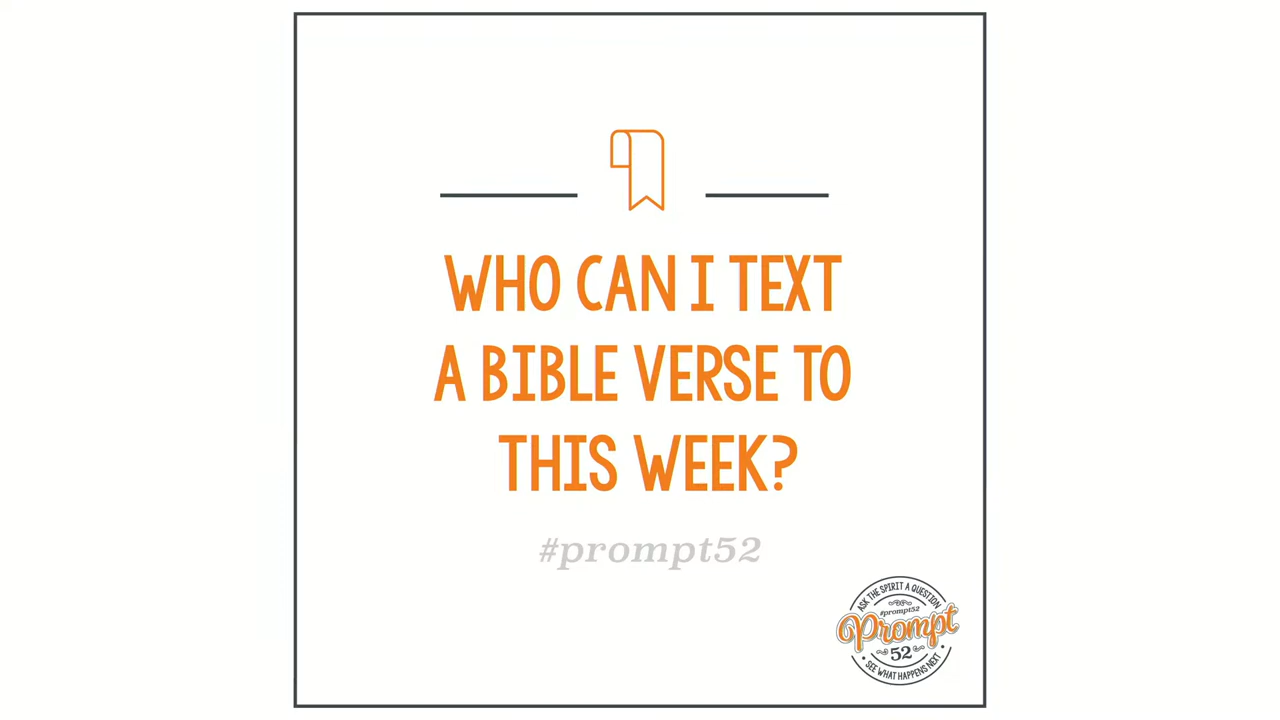 WHO CAN I TEXT
A BIBLE VERSE TO
THIS WEEK?
#prompt52
ASK THE SPIRIT A QUESTION
#prompt52
Prompt
52
• SEE WHAT HAPPENS NEXT •